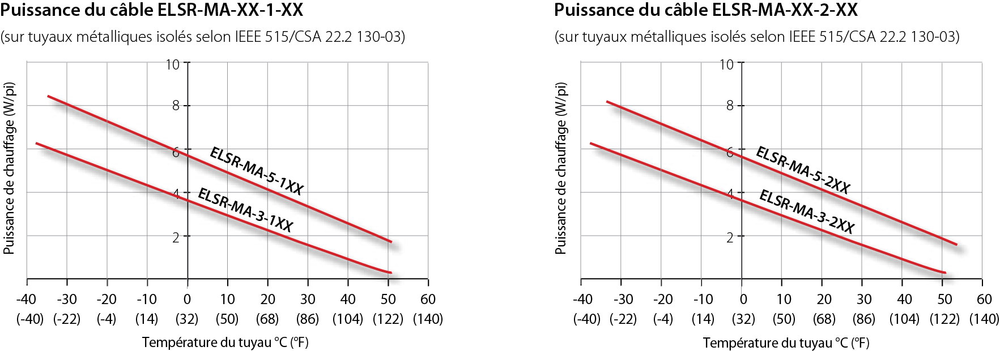 Puissance du câble ELSR-MA-XX-1-XX
(sur tuyaux métalliques isolés selon IEEE 515/CSA 22.2 130-03)
Puissance de chauffage (W/pi)
10
8
6
4
2
ELSR-MA-5-1XX
ELSR-MA-3-1XX
-40 -30 -20 -10 0 10 20 30 40 50 60
(-40) (-22) (-4) (14) (32) (50) (68) (86) (104) (122) (140)
Température du tuyau °C (°F)
Puissance du câble ELSR-MA-XX-2-XX
(sur tuyaux métalliques isolés selon IEEE 515/CSA 22.2 130-03)
Puissance de chauffage (W/pi)
10
8
6
4
2
ELSR-MA-5-2XX
ELSR-MA-3-2XX
-40 -30 -20 -10 0 10 20 30 40 50 60
(-40) (-22) (-4) (14) (32) (50) (68) (86) (104) (122) (140)
Température du tuyau °C (°F)